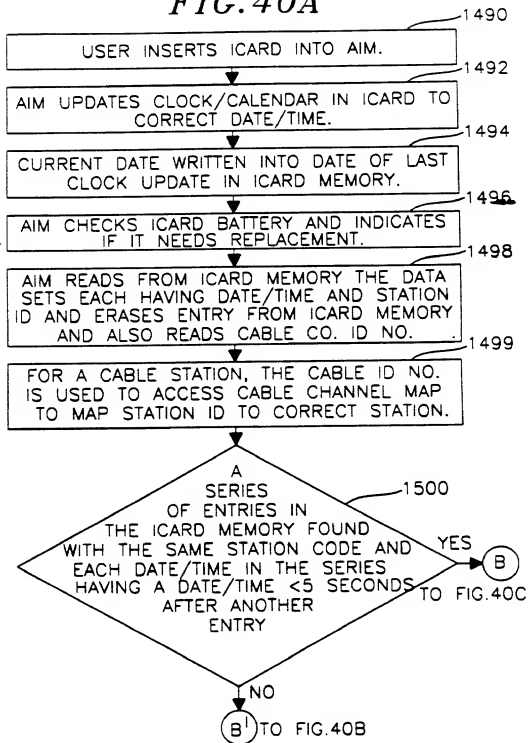 FIG. 40A
1490
USER INSERTS ICARD INTO AIM.
1492
AIM UPDATES CLOCK/CALENDAR IN ICARD TO
CORRECT DATE/TIME.
1494
CURRENT DATE WRITTEN INTO DATE OF LAST
CLOCK UPDATE IN ICARD MEMORY.
1496
AIM CHECKS ICARD BATTERY AND INDICATES
IF IT NEEDS REPLACEMENT.
1498
AIM READS FROM ICARD MEMORY THE DATA
SETS EACH HAVING DATE/TIME AND STATION
ID AND ERASES ENTRY FROM ICARD MEMORY
AND ALSO READS CABLE CO. ID NO.
1499
FOR A CABLE STATION, THE CABLE ID NO.
IS USED TO ACCESS CABLE CHANNEL MAP
TO MAP STATION ID TO CORRECT STATION.
1500
A
SERIES
OF ENTRIES IN
THE ICARD MEMORY FOUND
WITH THE SAME STATION CODE AND
EACH DATE/TIME IN THE SERIES
HAVING A DATE/TIME <5 SECONDS
AFTER ANOTHER
ENTRY
YES
B
TO FIG.40C
NO
B' TO FIG.40B